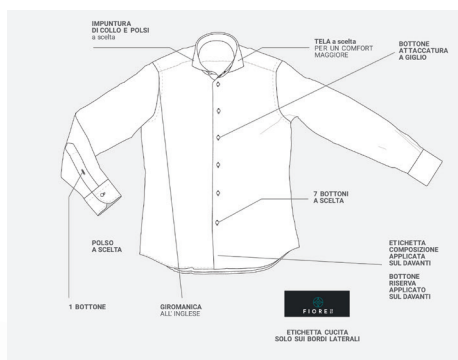 IMPUNTURA
DI COLLO E POLSI
a scelta
TELA a scelta
PER UN COMFORT
MAGGIORE
BOTTONE
ATTACCATURA
A GIGLIO
7 BOTTONI
A SCELTA
POLSO
A SCELTA
ETICHETTA
COMPOSIZIONE
APPLICATA
SUL DAVANTI
BOTTONE
RISERVA
APPLICATO
SUL DAVANTI
1 BOTTONE
GIROMANICA
ALL' INGLESE
FIORE
ETICHETTA CUCITA
SOLO SUI BORDI LATERALI